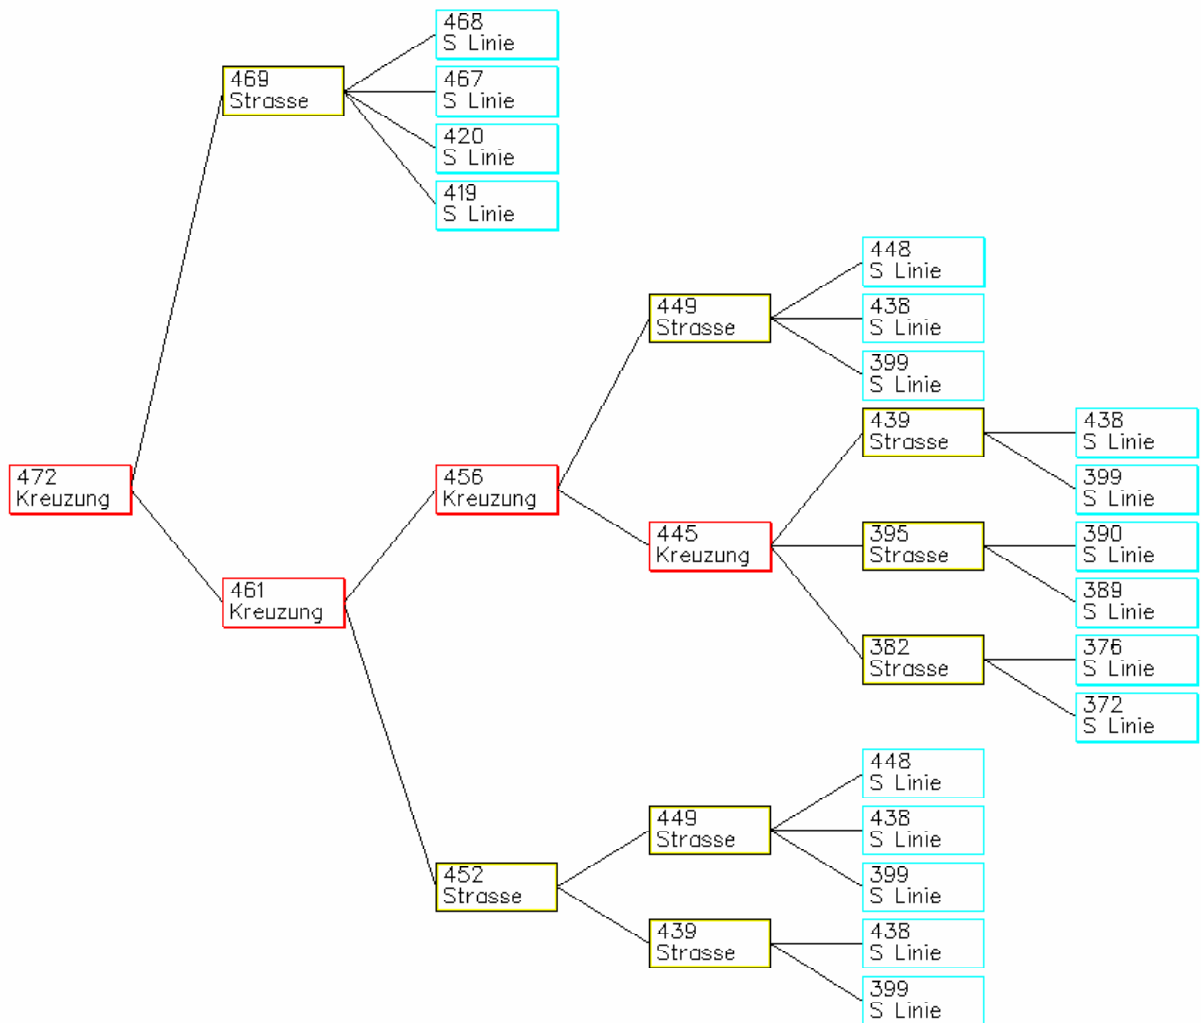 468
S Linie
469
Strasse
467
S Linie
420
S Linie
419
S Linie
448
S Linie
449
Strasse
438
S Linie
399
S Linie
439
Strasse
438
S Linie
472
Kreuzung
456
Kreuzung
399
S Linie
445
Kreuzung
395
Strasse
390
S Linie
461
Kreuzung
389
S Linie
382
Strasse
376
S Linie
372
S Linie
448
S Linie
449
Strasse
438
S Linie
452
Strasse
399
S Linie
439
Strasse
438
S Linie
399
S Linie